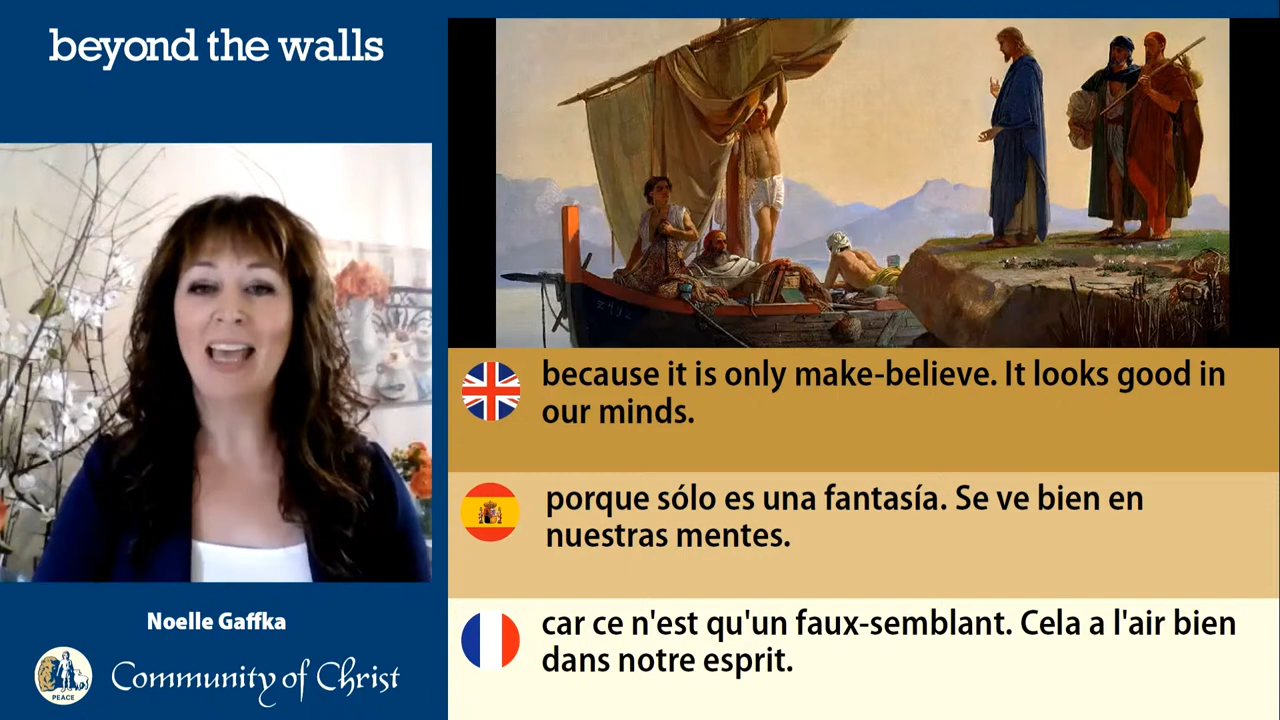 beyond the walls
because it is only make-believe. It looks good in
our minds.
porque sólo es una fantasía. Se ve bien en
nuestras mentes.
car ce n'est qu'un faux-semblant. Cela a l'air bien
dans notre esprit.
Noelle Gaffka
PEACE
Community of Christ